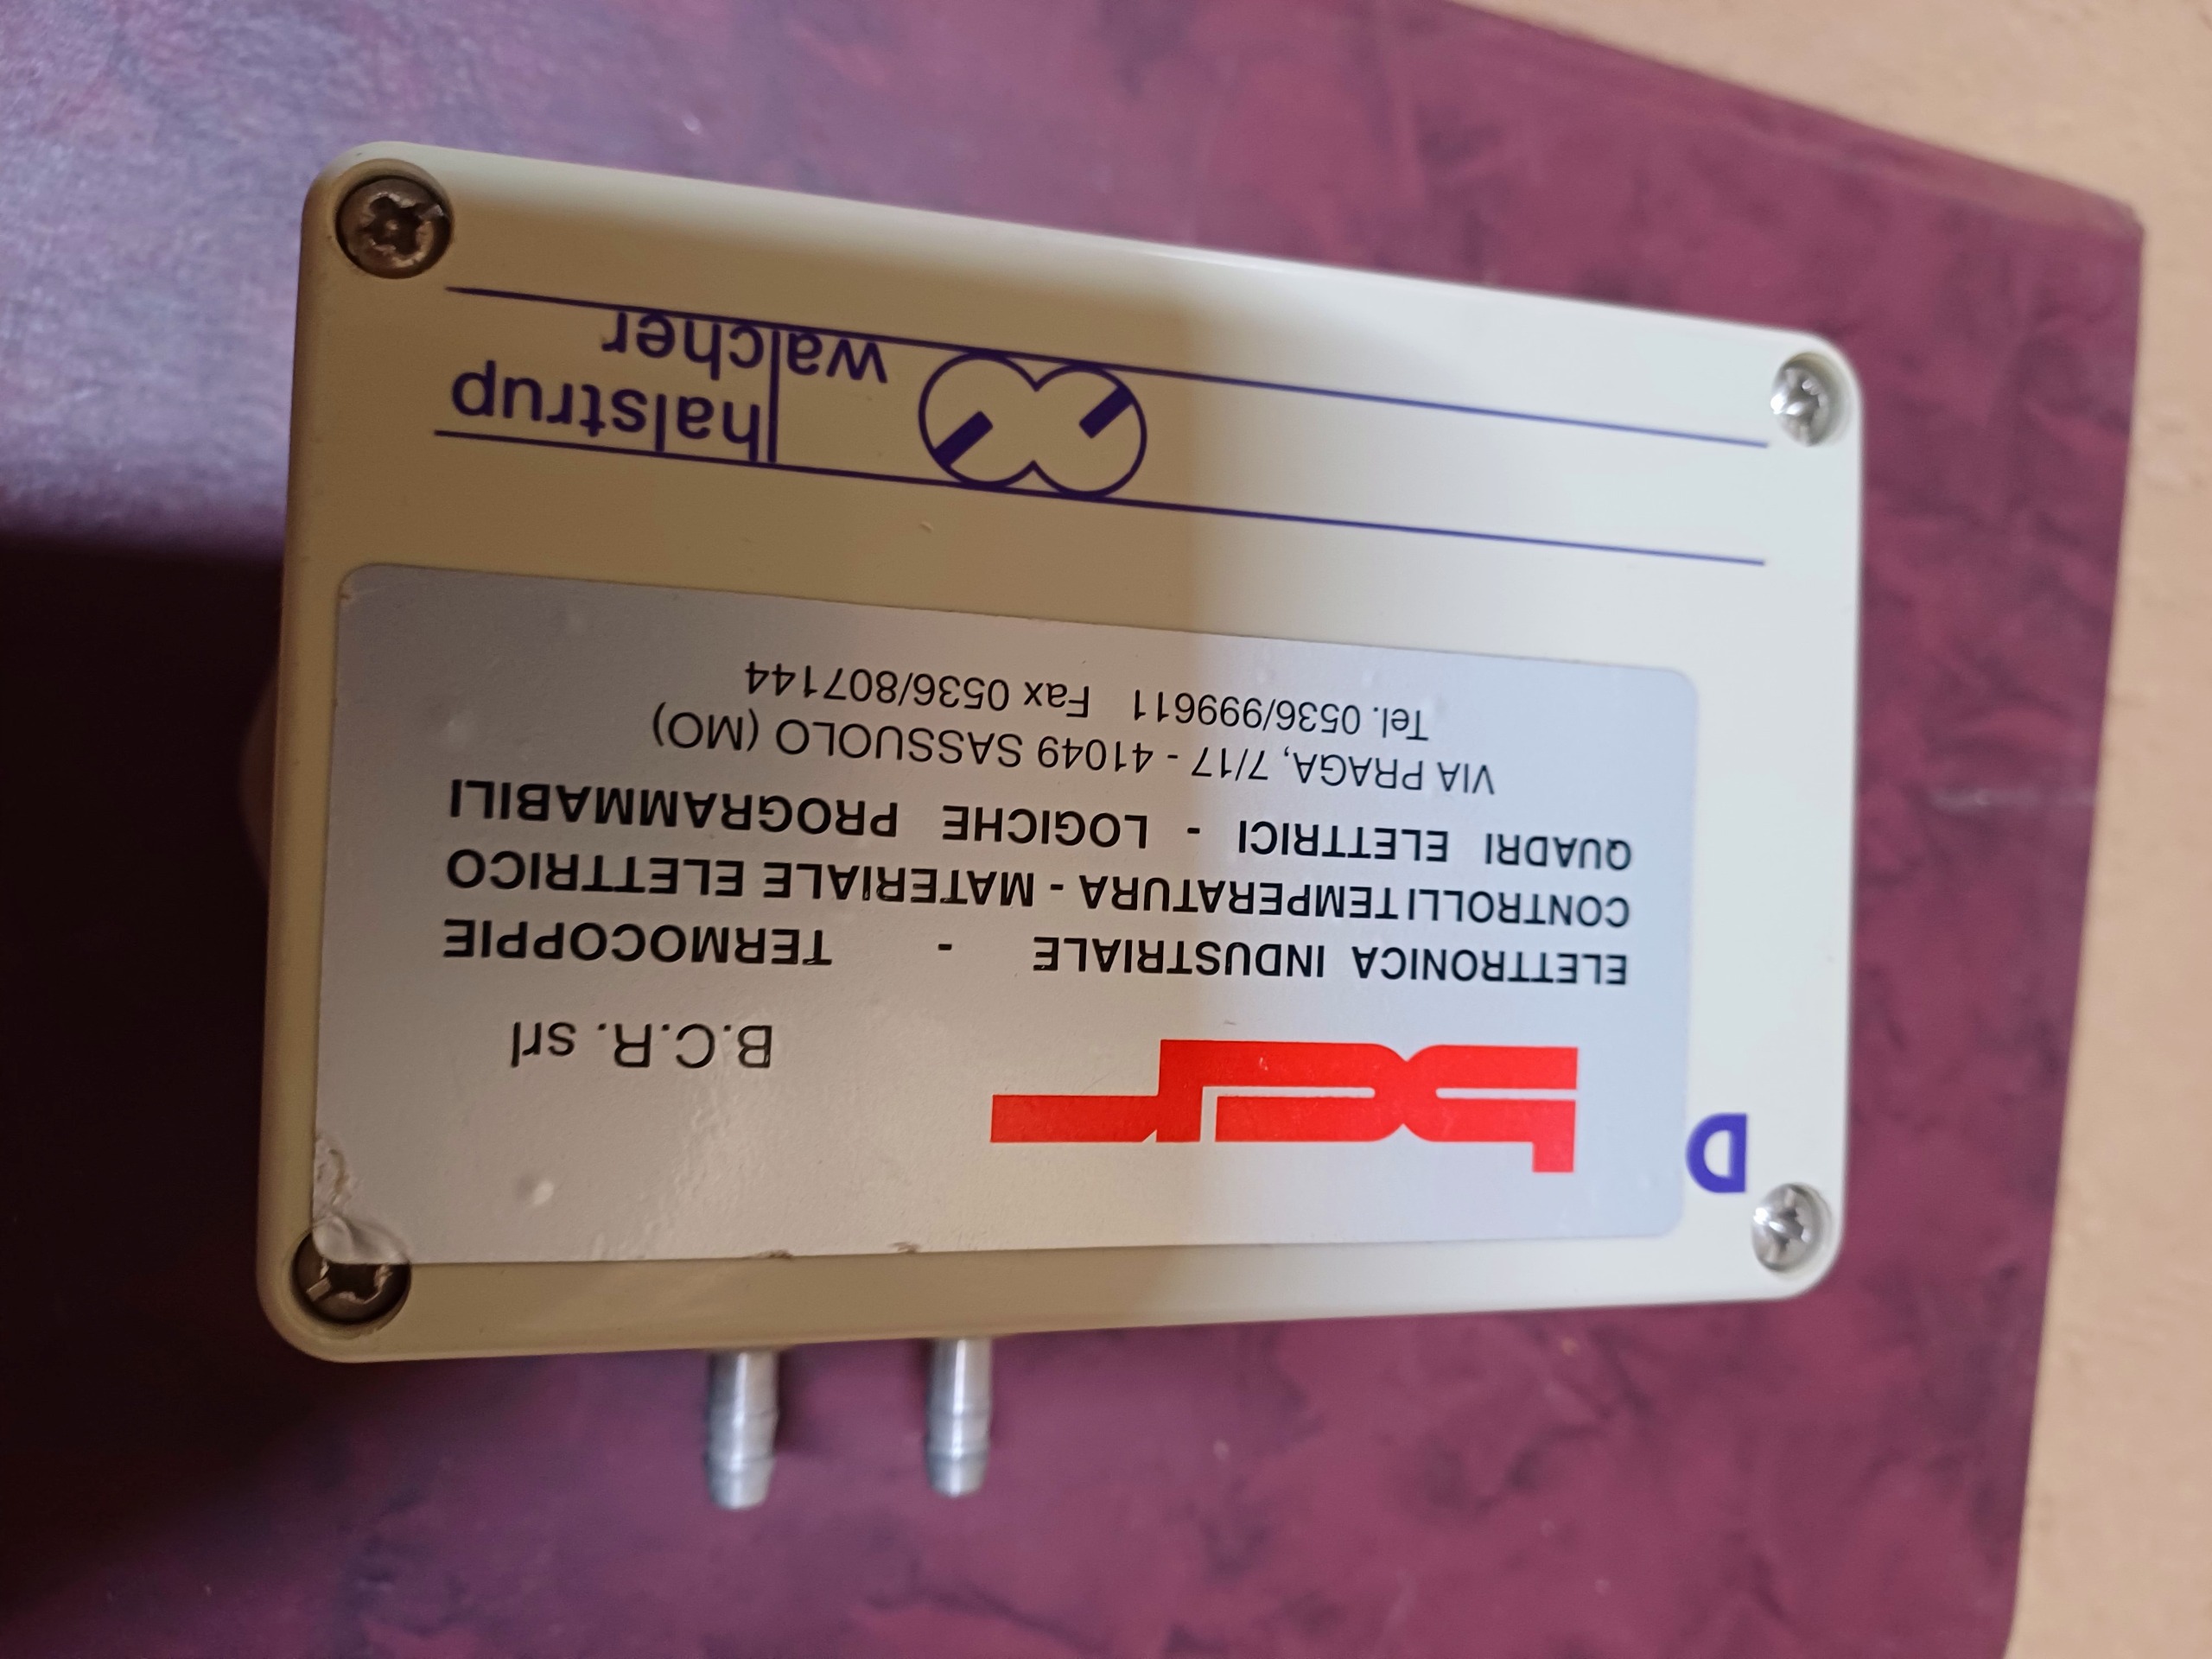 D
bcr B.C.R. srl
ELETTRONICA INDUSTRIALE - TERMOCOPPIE
CONTROLLI TEMPERATURA - MATERIALE ELETTRICO
QUADRI ELETTRICI - LOGICHE PROGRAMMABILI
VIA PRAGA, 7/17 - 41049 SASSUOLO (MO)
Tel. 0536/999611 Fax 0536/807144
halstrup
walcher